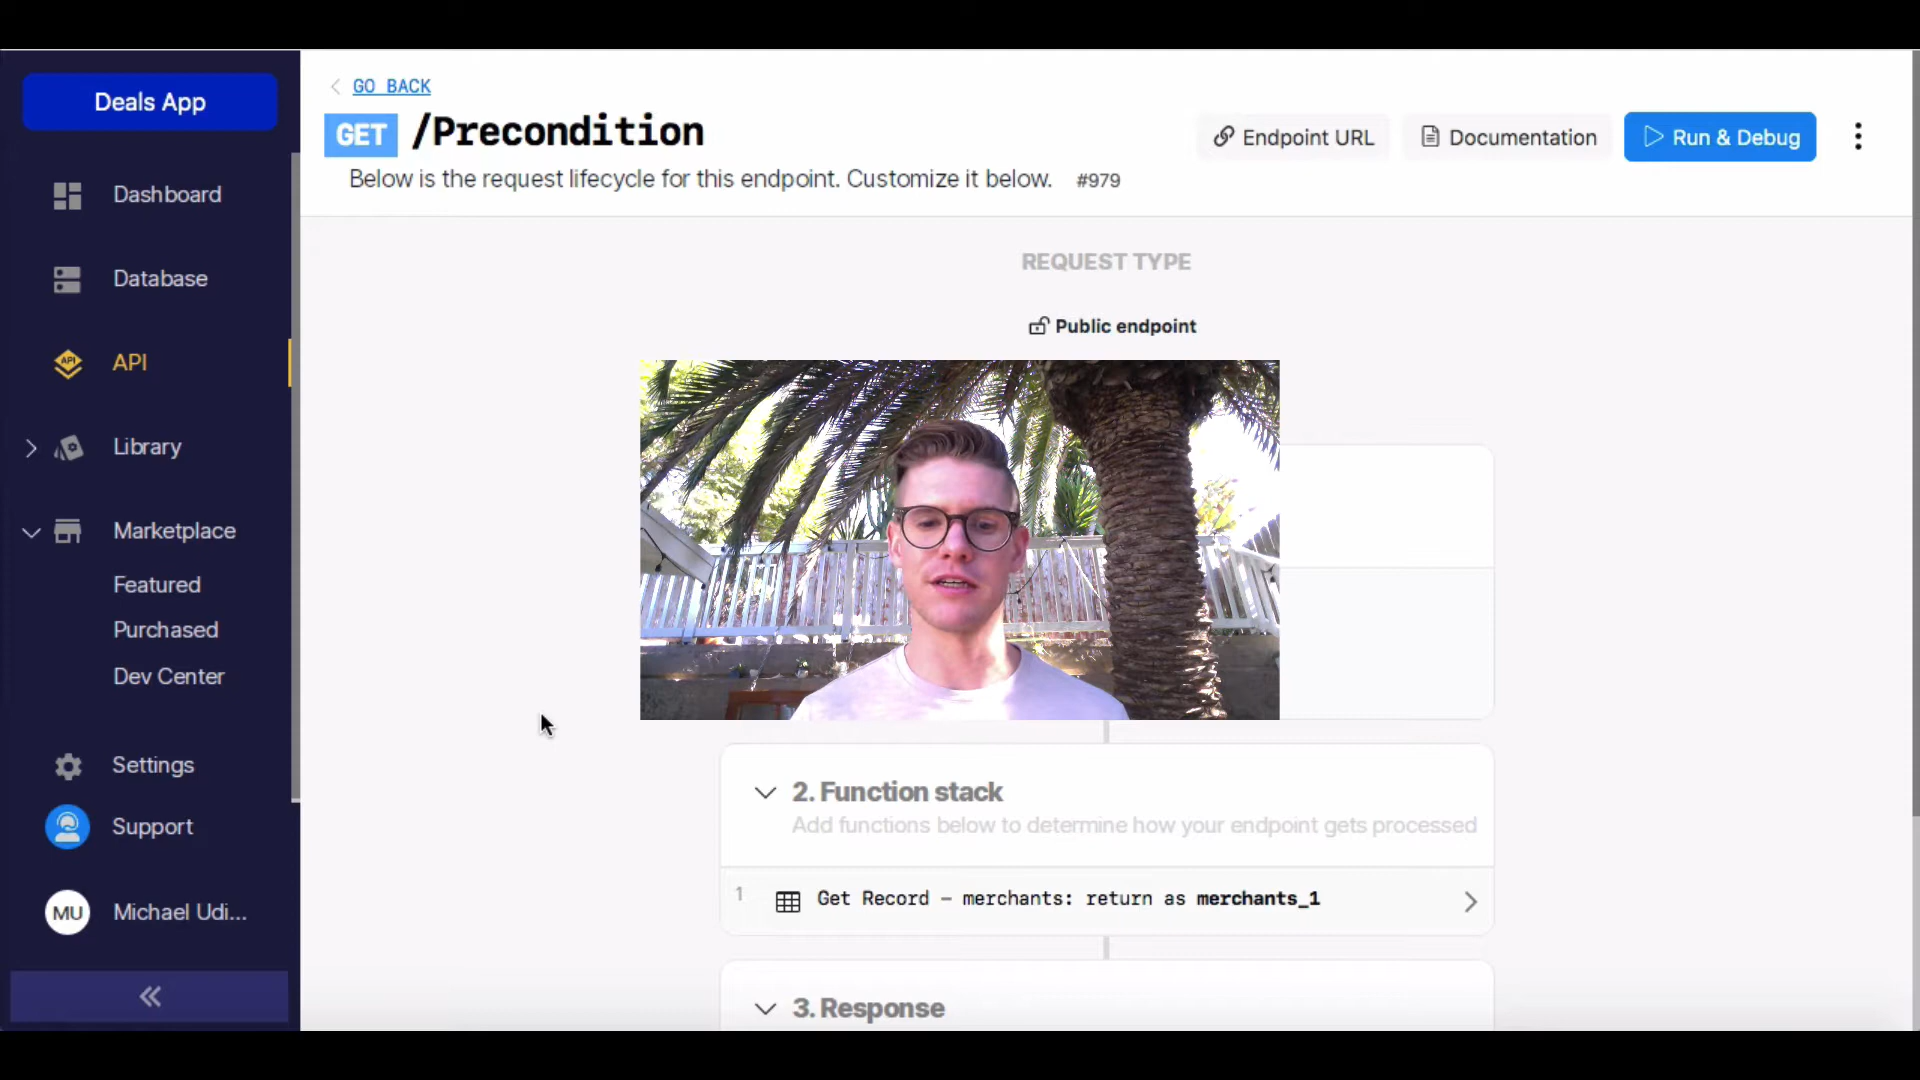 Deals App
Dashboard
Database
API
API
Library
Marketplace
Featured
Purchased
Dev Center
Settings
Support
MU Michael Udi...
GO BACK
GET /Precondition
Below is the request lifecycle for this endpoint. Customize it below. #979
Endpoint URL
Documentation
Run & Debug
REQUEST TYPE
Public endpoint
2. Function stack
Add functions below to determine how your endpoint gets processed
1 Get Record – merchants: return as merchants_1
3. Response